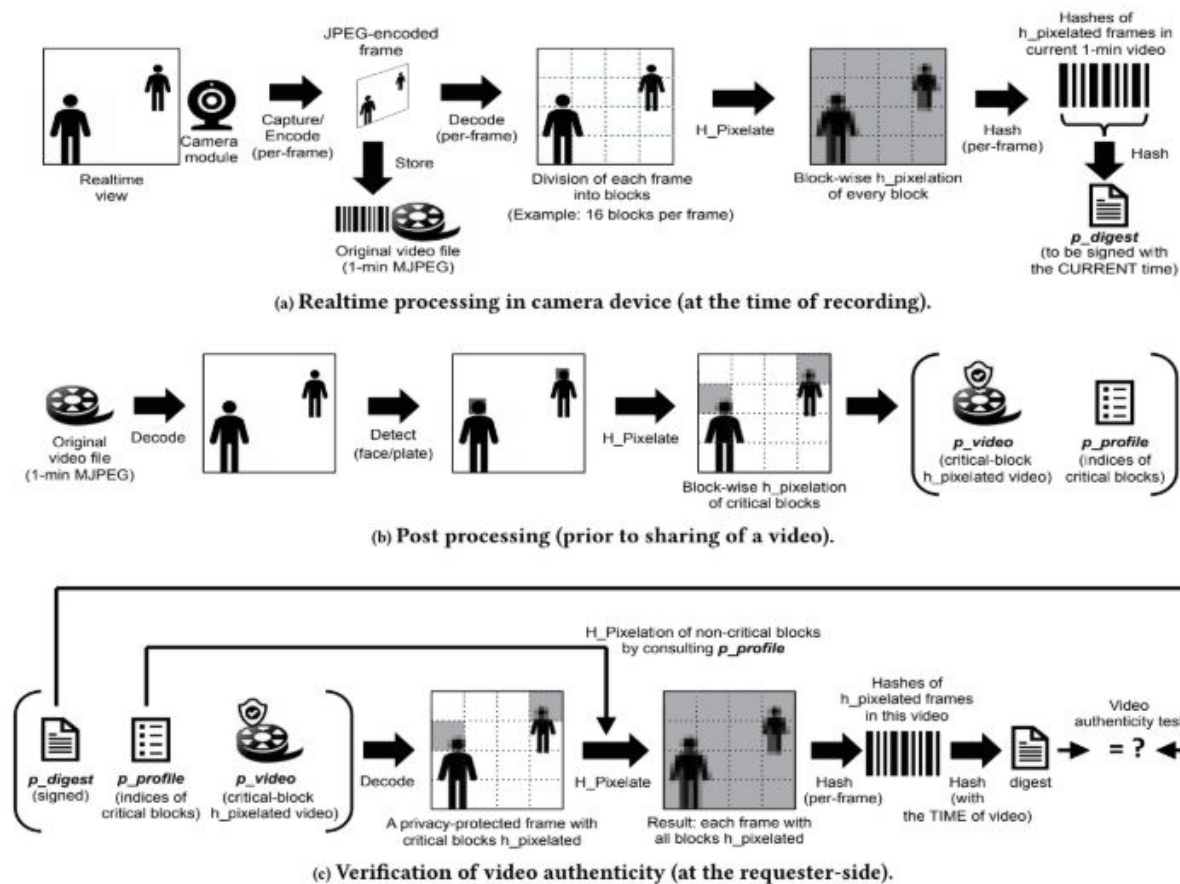 JPEG-encoded
frame
Hashes of
h_pixelated frames in
current 1-min video
Camera
module
Capture/
Encode
(per-frame)
Decode
(per-frame)
H_Pixelate
Hash
(per-frame)
Store
Hash
Realtime
view
Division of each frame
into blocks
(Example: 16 blocks per frame)
Block-wise h_pixelation
of every block
Original video file
(1-min MJPEG)
p_digest
(to be signed with
the CURRENT time)
(a) Realtime processing in camera device (at the time of recording).
Original
video file
(1-min MJPEG)
Decode
Detect
(face/plate)
H_Pixelate
Block-wise h_pixelation
of critical blocks
p_video
(critical-block
h_pixelated video)
p_profile
(indices of
critical blocks)
(b) Post processing (prior to sharing of a video).
H_Pixelation of non-critical blocks
by consulting p_profile
Hashes of
h_pixelated frames
in this video
Video
authenticity test
= ?
p_digest
(signed)
p_profile
(indices of
critical blocks)
p_video
(critical-block
h_pixelated video)
Decode
A privacy-protected frame with
critical blocks h_pixelated
H_Pixelate
Result: each frame with
all blocks h_pixelated
Hash
(per-frame)
Hash
(with
the TIME of video)
digest
(c) Verification of video authenticity (at the requester-side).